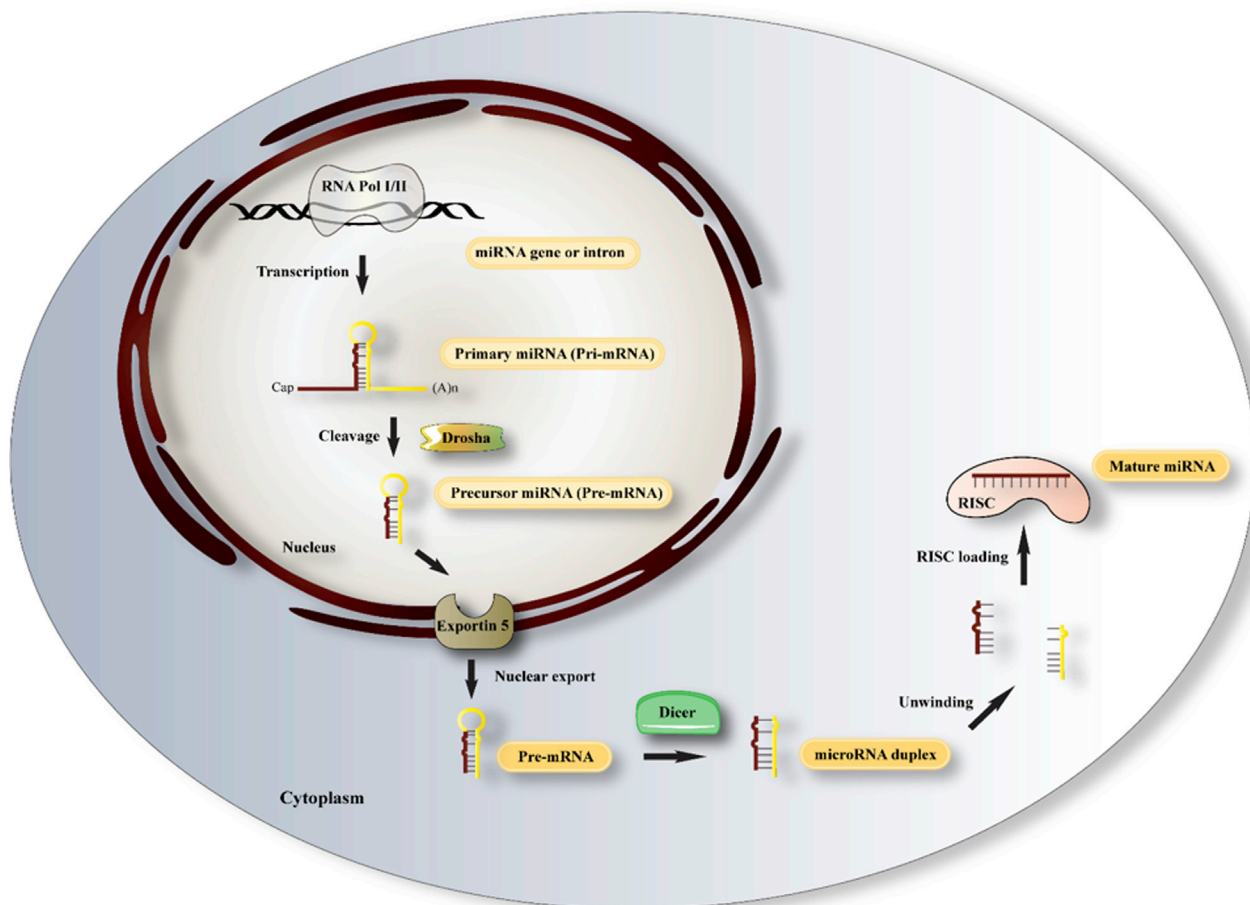 RNA Pol I/II
miRNA gene or intron
Transcription
Primary miRNA (Pri-mRNA)
Cap
(A)n
Cleavage
Drosha
Precursor miRNA (Pre-mRNA)
Nucleus
Exportin 5
Nuclear export
Pre-mRNA
Dicer
microRNA duplex
Unwinding
RISC loading
RISC
Mature miRNA
Cytoplasm